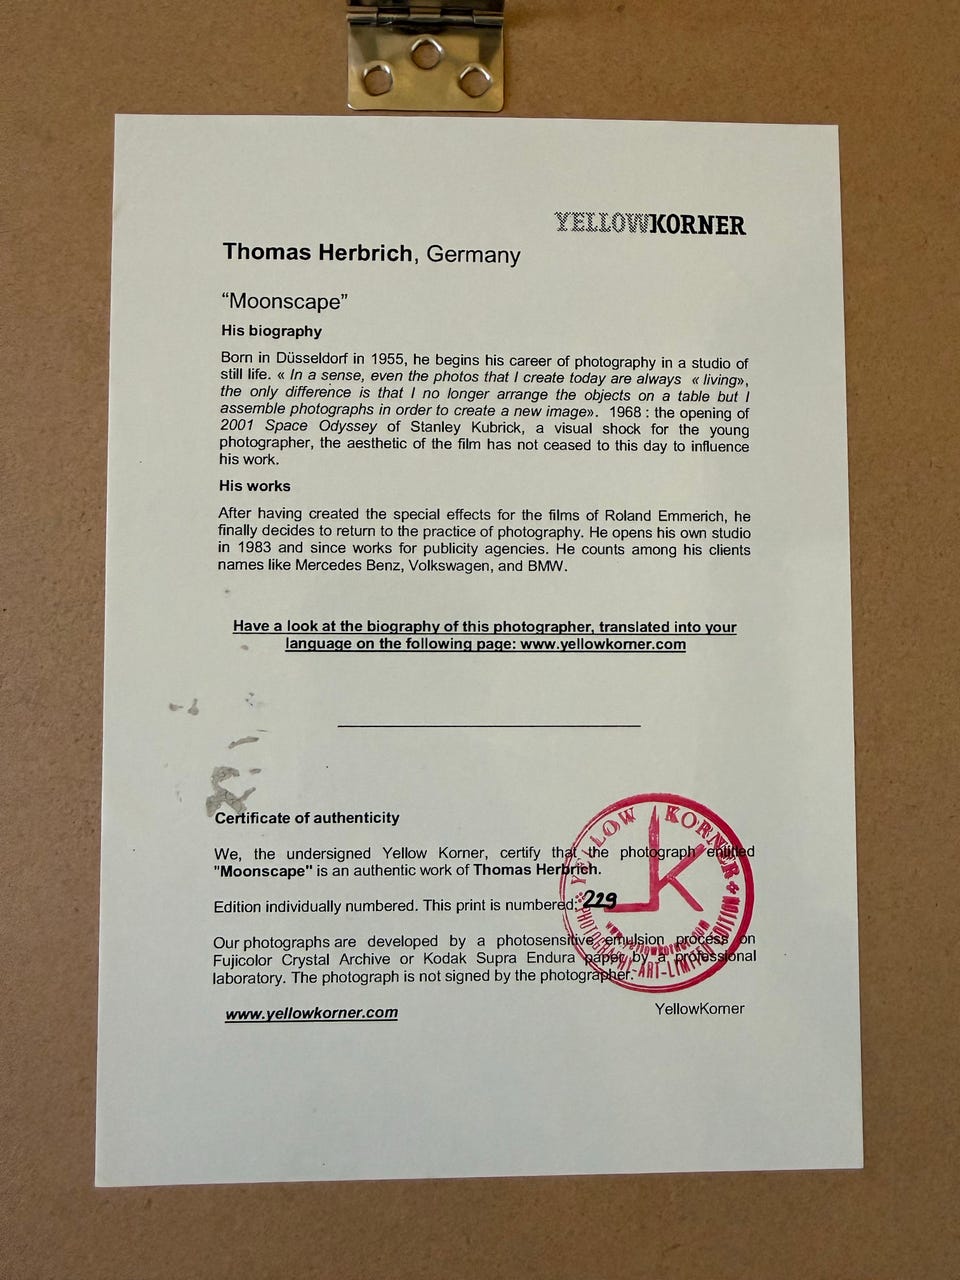 YELLOWKORNER
Thomas Herbrich, Germany
“Moonscape”
His biography
Born in Düsseldorf in 1955, he begins his career of photography in a studio of
still life. « In a sense, even the photos that I create today are always « living»,
the only difference is that I no longer arrange the objects on a table but I
assemble photographs in order to create a new image». 1968 : the opening of
2001 Space Odyssey of Stanley Kubrick, a visual shock for the young
photographer, the aesthetic of the film has not ceased to this day to influence
his work.
His works
After having created the special effects for the films of Roland Emmerich, he
finally decides to return to the practice of photography. He opens his own studio
in 1983 and since works for publicity agencies. He counts among his clients
names like Mercedes Benz, Volkswagen, and BMW.
Have a look at the biography of this photographer, translated into your
language on the following page: www.yellowkorner.com
Certificate of authenticity
We, the undersigned Yellow Korner, certify that the photograph entitled
"Moonscape" is an authentic work of Thomas Herbrich.
Edition individually numbered. This print is numbered: 229
Our photographs are developed by a photosensitive emulsion process on
Fujicolor Crystal Archive or Kodak Supra Endura paper by a professional
laboratory. The photograph is not signed by the photographer.
www.yellowkorner.com
YellowKorner
YELLOW KORNER
K
www.yellowkorner.com
PHOTOGRAPHY-ART-LIMITED EDITION